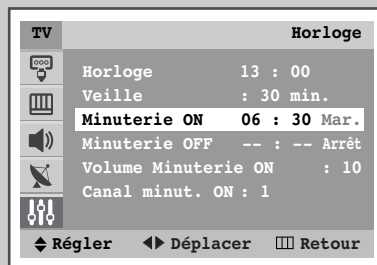 TV Horloge
Horloge 13 : 00
Veille : 30 min.
Minuterie ON 06 : 30 Mar.
Minuterie OFF -- : -- Arrêt
Volume Minuterie ON : 10
Canal minut. ON : 1
Régler Déplacer Retour